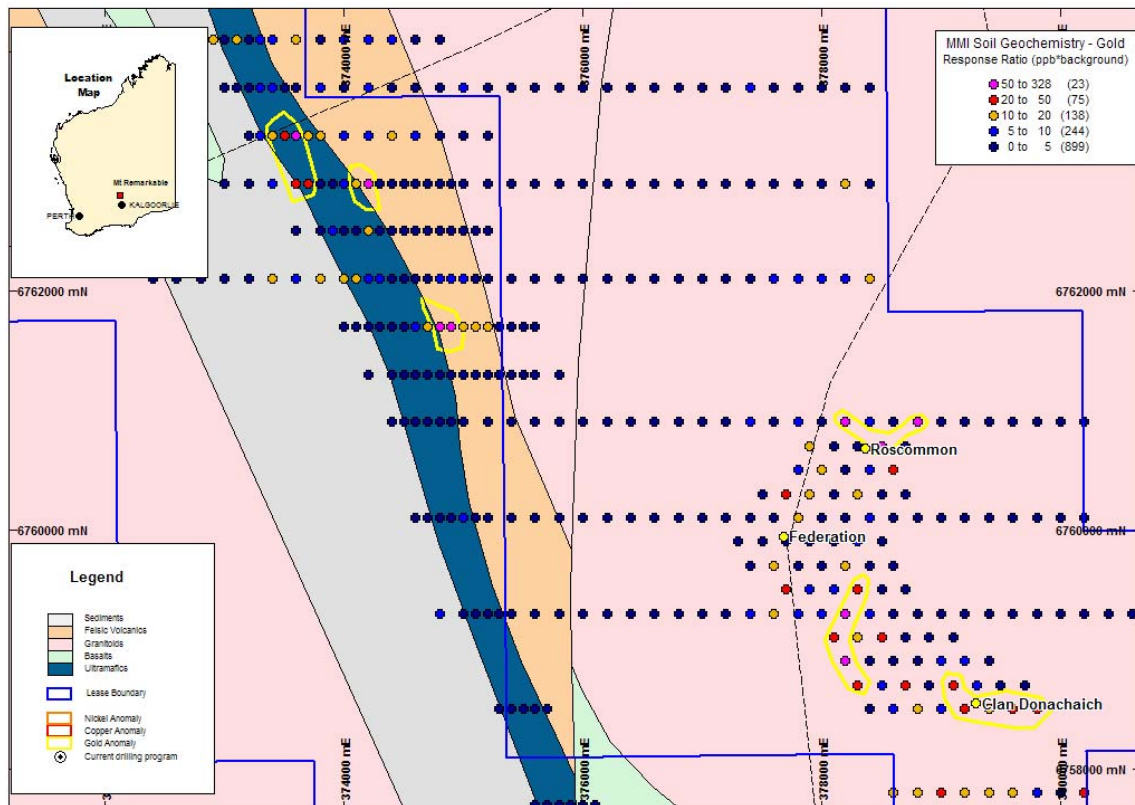 Location
Map
Mt Remarkable
KALGOORLIE
PERTH
374000 mE
376000 mE
378000 mE
MMI Soil Geochemistry - Gold
Response Ratio (ppb*background)
50 to 328 (23)
20 to 50 (75)
10 to 20 (138)
5 to 10 (244)
0 to 5 (899)
6762000 mN
6762000 mN
Roscommon
6760000 mN
6760000 mN
Federation
Clan Donachaich
Legend
Sediments
Felsic Volcanics
Granitoids
Basalts
Ultramafics
Lease Boundary
Nickel Anomaly
Copper Anomaly
Gold Anomaly
Current drilling program
374000 mE
376000 mE
378000 mE
6758000 mN